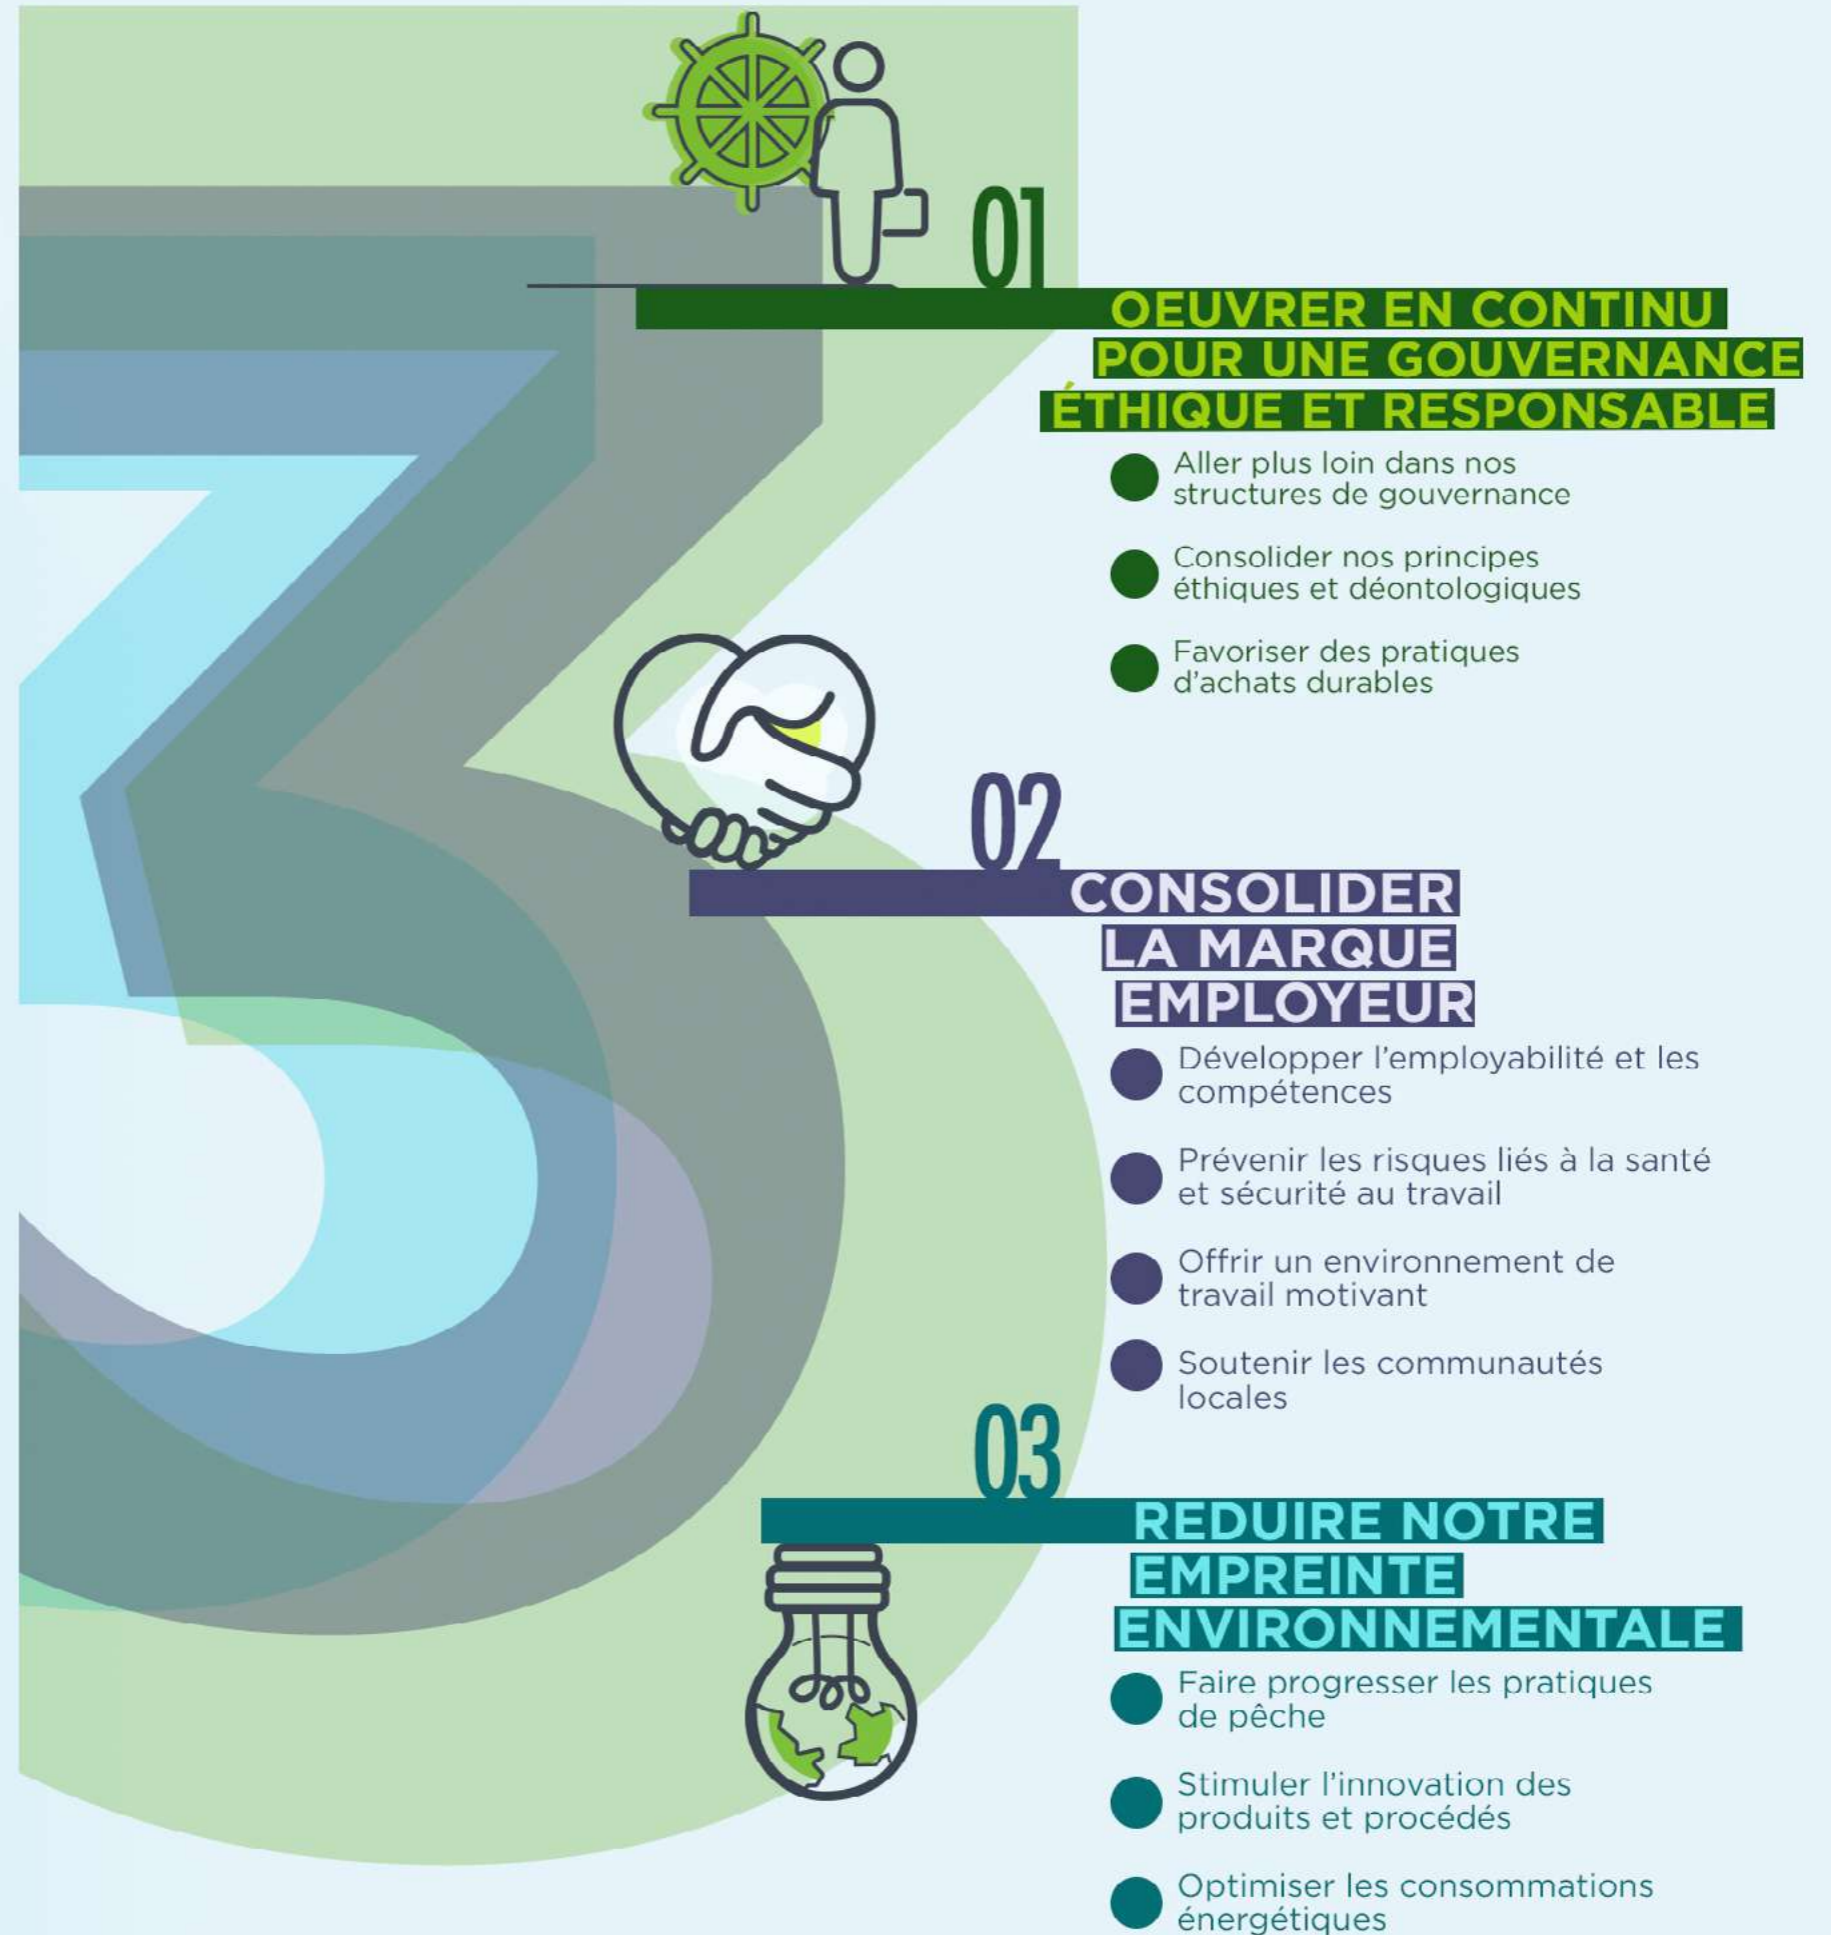 01
OEUVRER EN CONTINU
POUR UNE GOUVERNANCE
ÉTHIQUE ET RESPONSABLE
Aller plus loin dans nos
structures de gouvernance
Consolider nos principes
éthiques et déontologiques
Favoriser des pratiques
d'achats durables
02
CONSOLIDER
LA MARQUE
EMPLOYEUR
Développer l'employabilité et les
compétences
Prévenir les risques liés à la santé
et sécurité au travail
Offrir un environnement de
travail motivant
Soutenir les communautés
locales
03
REDUIRE NOTRE
EMPREINTE
ENVIRONNEMENTALE
Faire progresser les pratiques
de pêche
Stimuler l'innovation des
produits et procédés
Optimiser les consommations
énergétiques